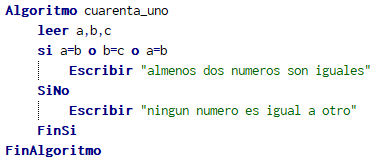 Algoritmo cuarenta_uno
leer a,b,c
si a=b o b=c o a=b
Escribir "almenos dos numeros son iguales"
SiNo
Escribir "ningun numero es igual a otro"
FinSi
FinAlgoritmo